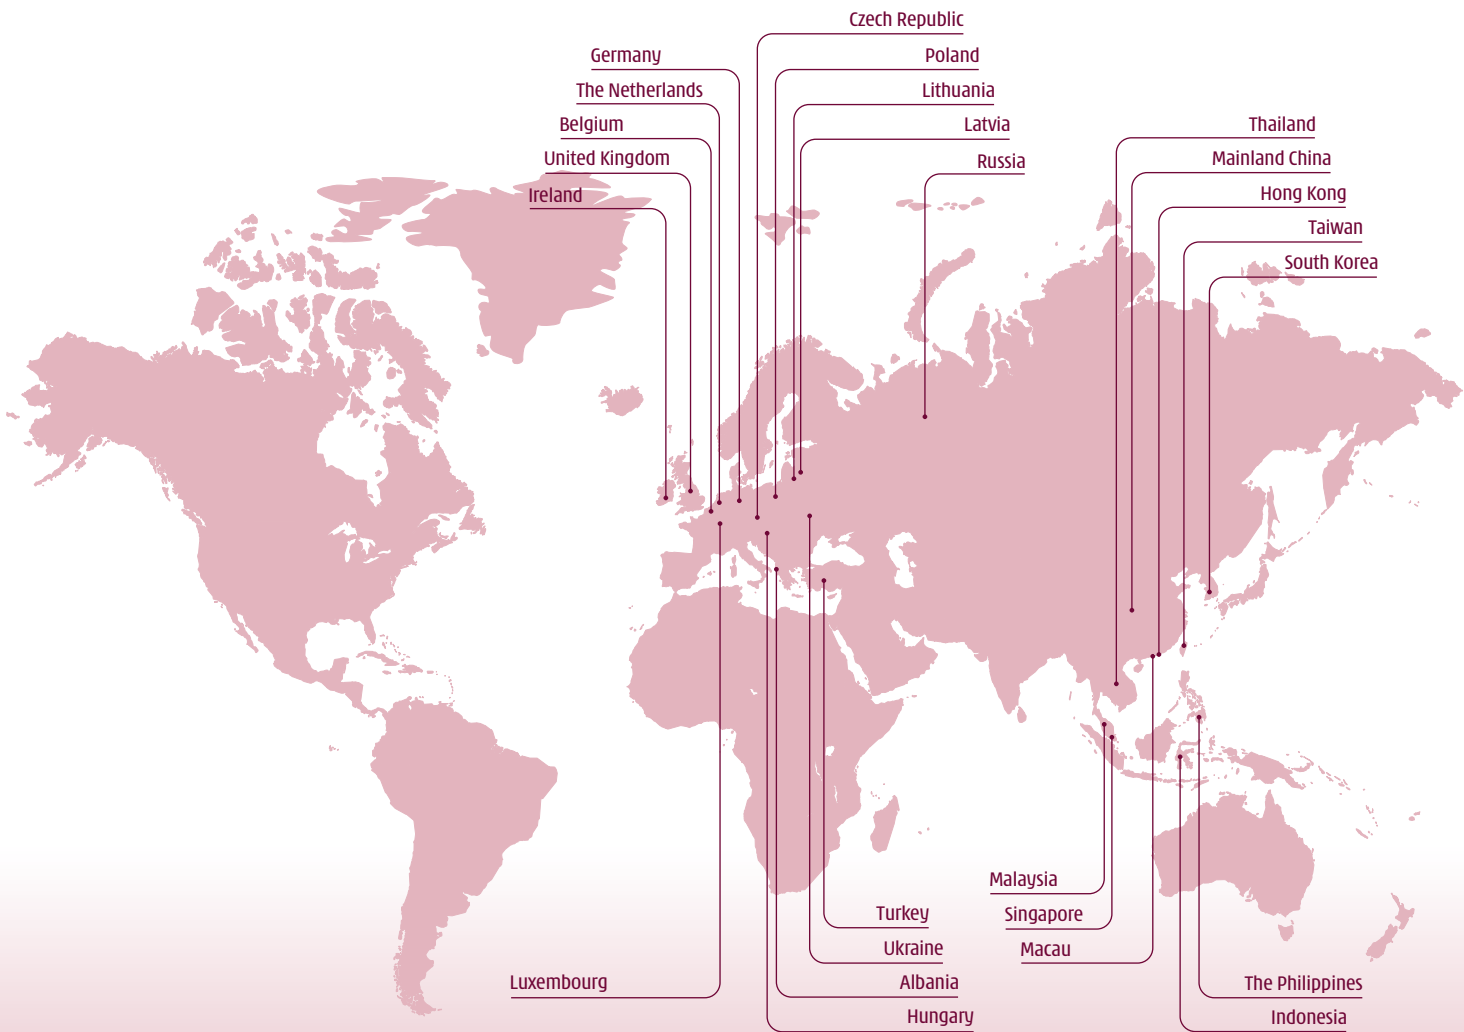 Czech Republic
Germany
Poland
The Netherlands
Lithuania
Belgium
Latvia
Thailand
United Kingdom
Russia
Mainland China
Ireland
Hong Kong
Taiwan
South Korea
Malaysia
Turkey
Singapore
Ukraine
Macau
Luxembourg
Albania
The Philippines
Hungary
Indonesia